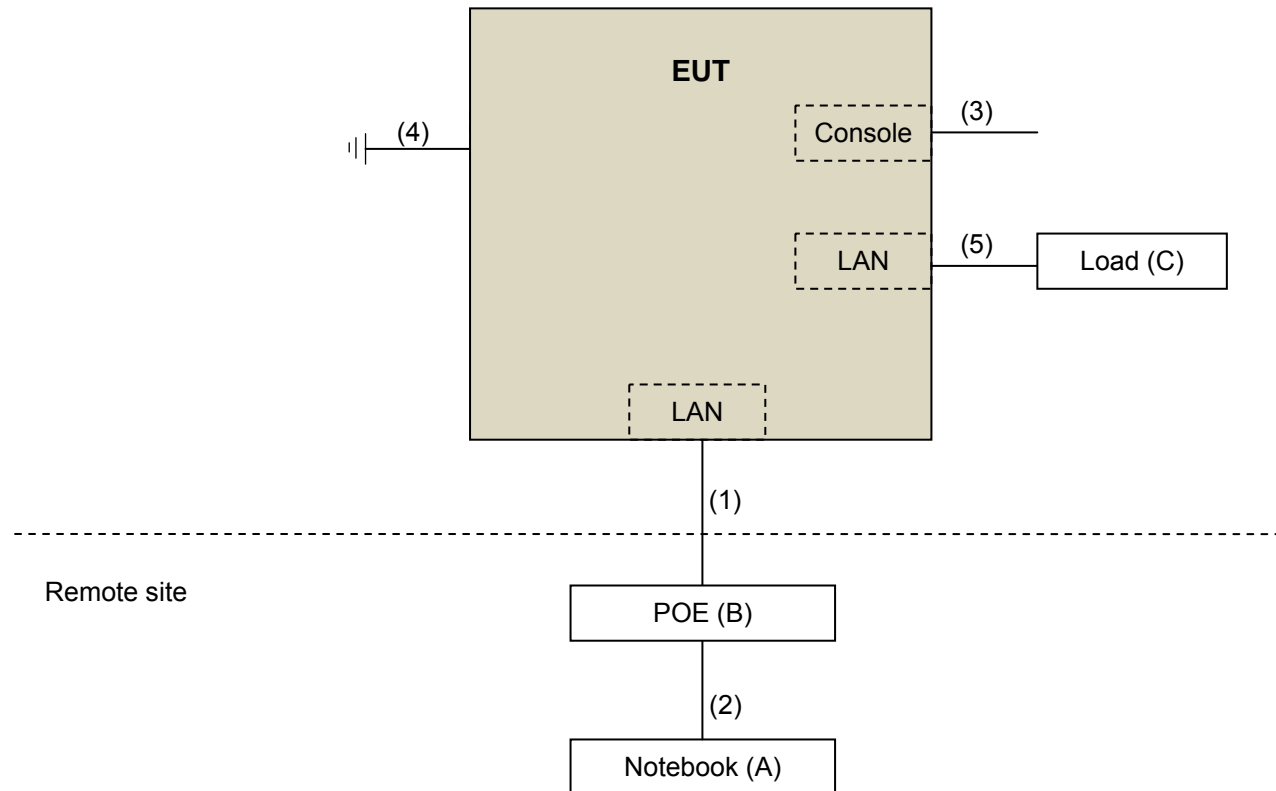 EUT
Console
(3)
(4)
LAN
(5)
Load (C)
LAN
(1)
Remote site
POE (B)
(2)
Notebook (A)